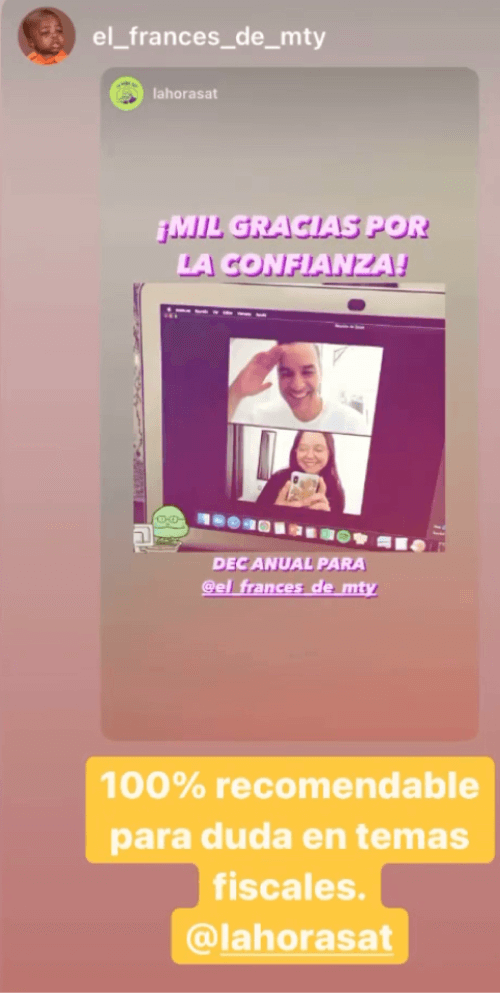 el_frances_de_mty
lahorasat
¡MIL GRACIAS POR
LA CONFIANZA!
DEC ANUAL PARA
@el_frances_de_mty
100% recomendable
para duda en temas
fiscales.
@lahorasat